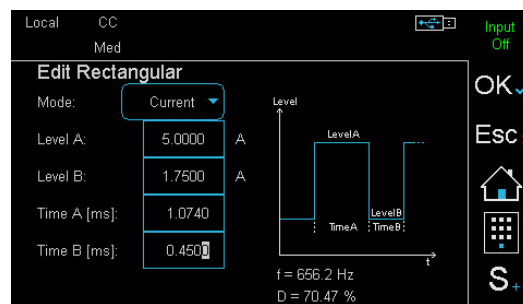 Local CC Input
Med Off
Edit Rectangular
OK
Mode: Current
Level
Level A: 5.0000 A
LevelA
Esc
Level B: 1.7500 A
LevelB
Time A [ms]: 1.0740
TimeA TimeB
Time B [ms]: 0.4500
t
f = 656.2 Hz
D = 70.47 %
S+